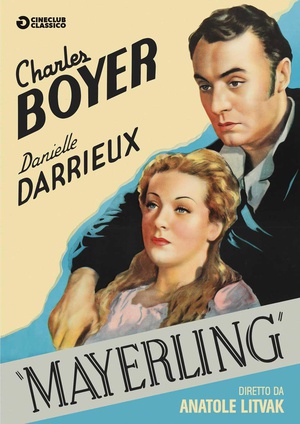 CINECLUB
CLASSICO
Charles
BOYER
Danielle
DARRIEUX
"MAYERLING"
DIRETTO DA
ANATOLE LITVAK